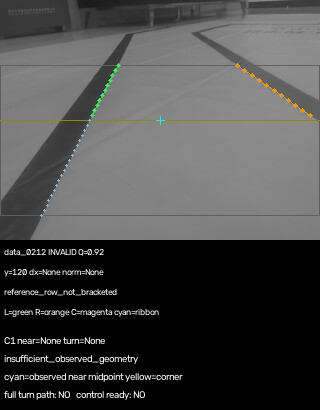 data_0212 INVALID Q=0.92
y=120 dx=None norm=None
reference_row_not_bracketed
L=green R=orange C=magenta cyan=ribbon
C1 near=None turn=None
insufficient_observed_geometry
cyan=observed near midpoint yellow=corner
full turn path: NO control ready: NO